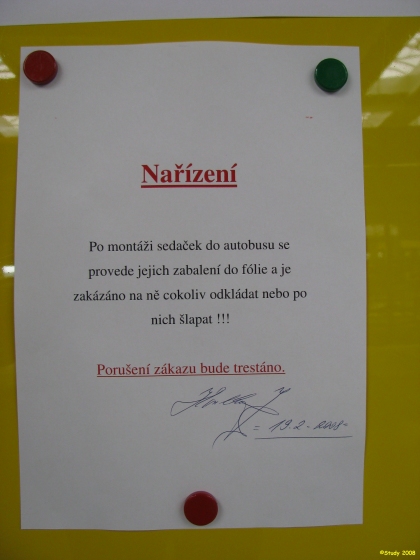 Nařízení
Po montáži sedaček do autobusu se
provede jejich zabalení do fólie a je
zakázáno na ně cokoliv odkládat nebo po
nich šlapat !!!
Porušení zákazu bude trestáno.
= 19.2-2008-
©Study 2008